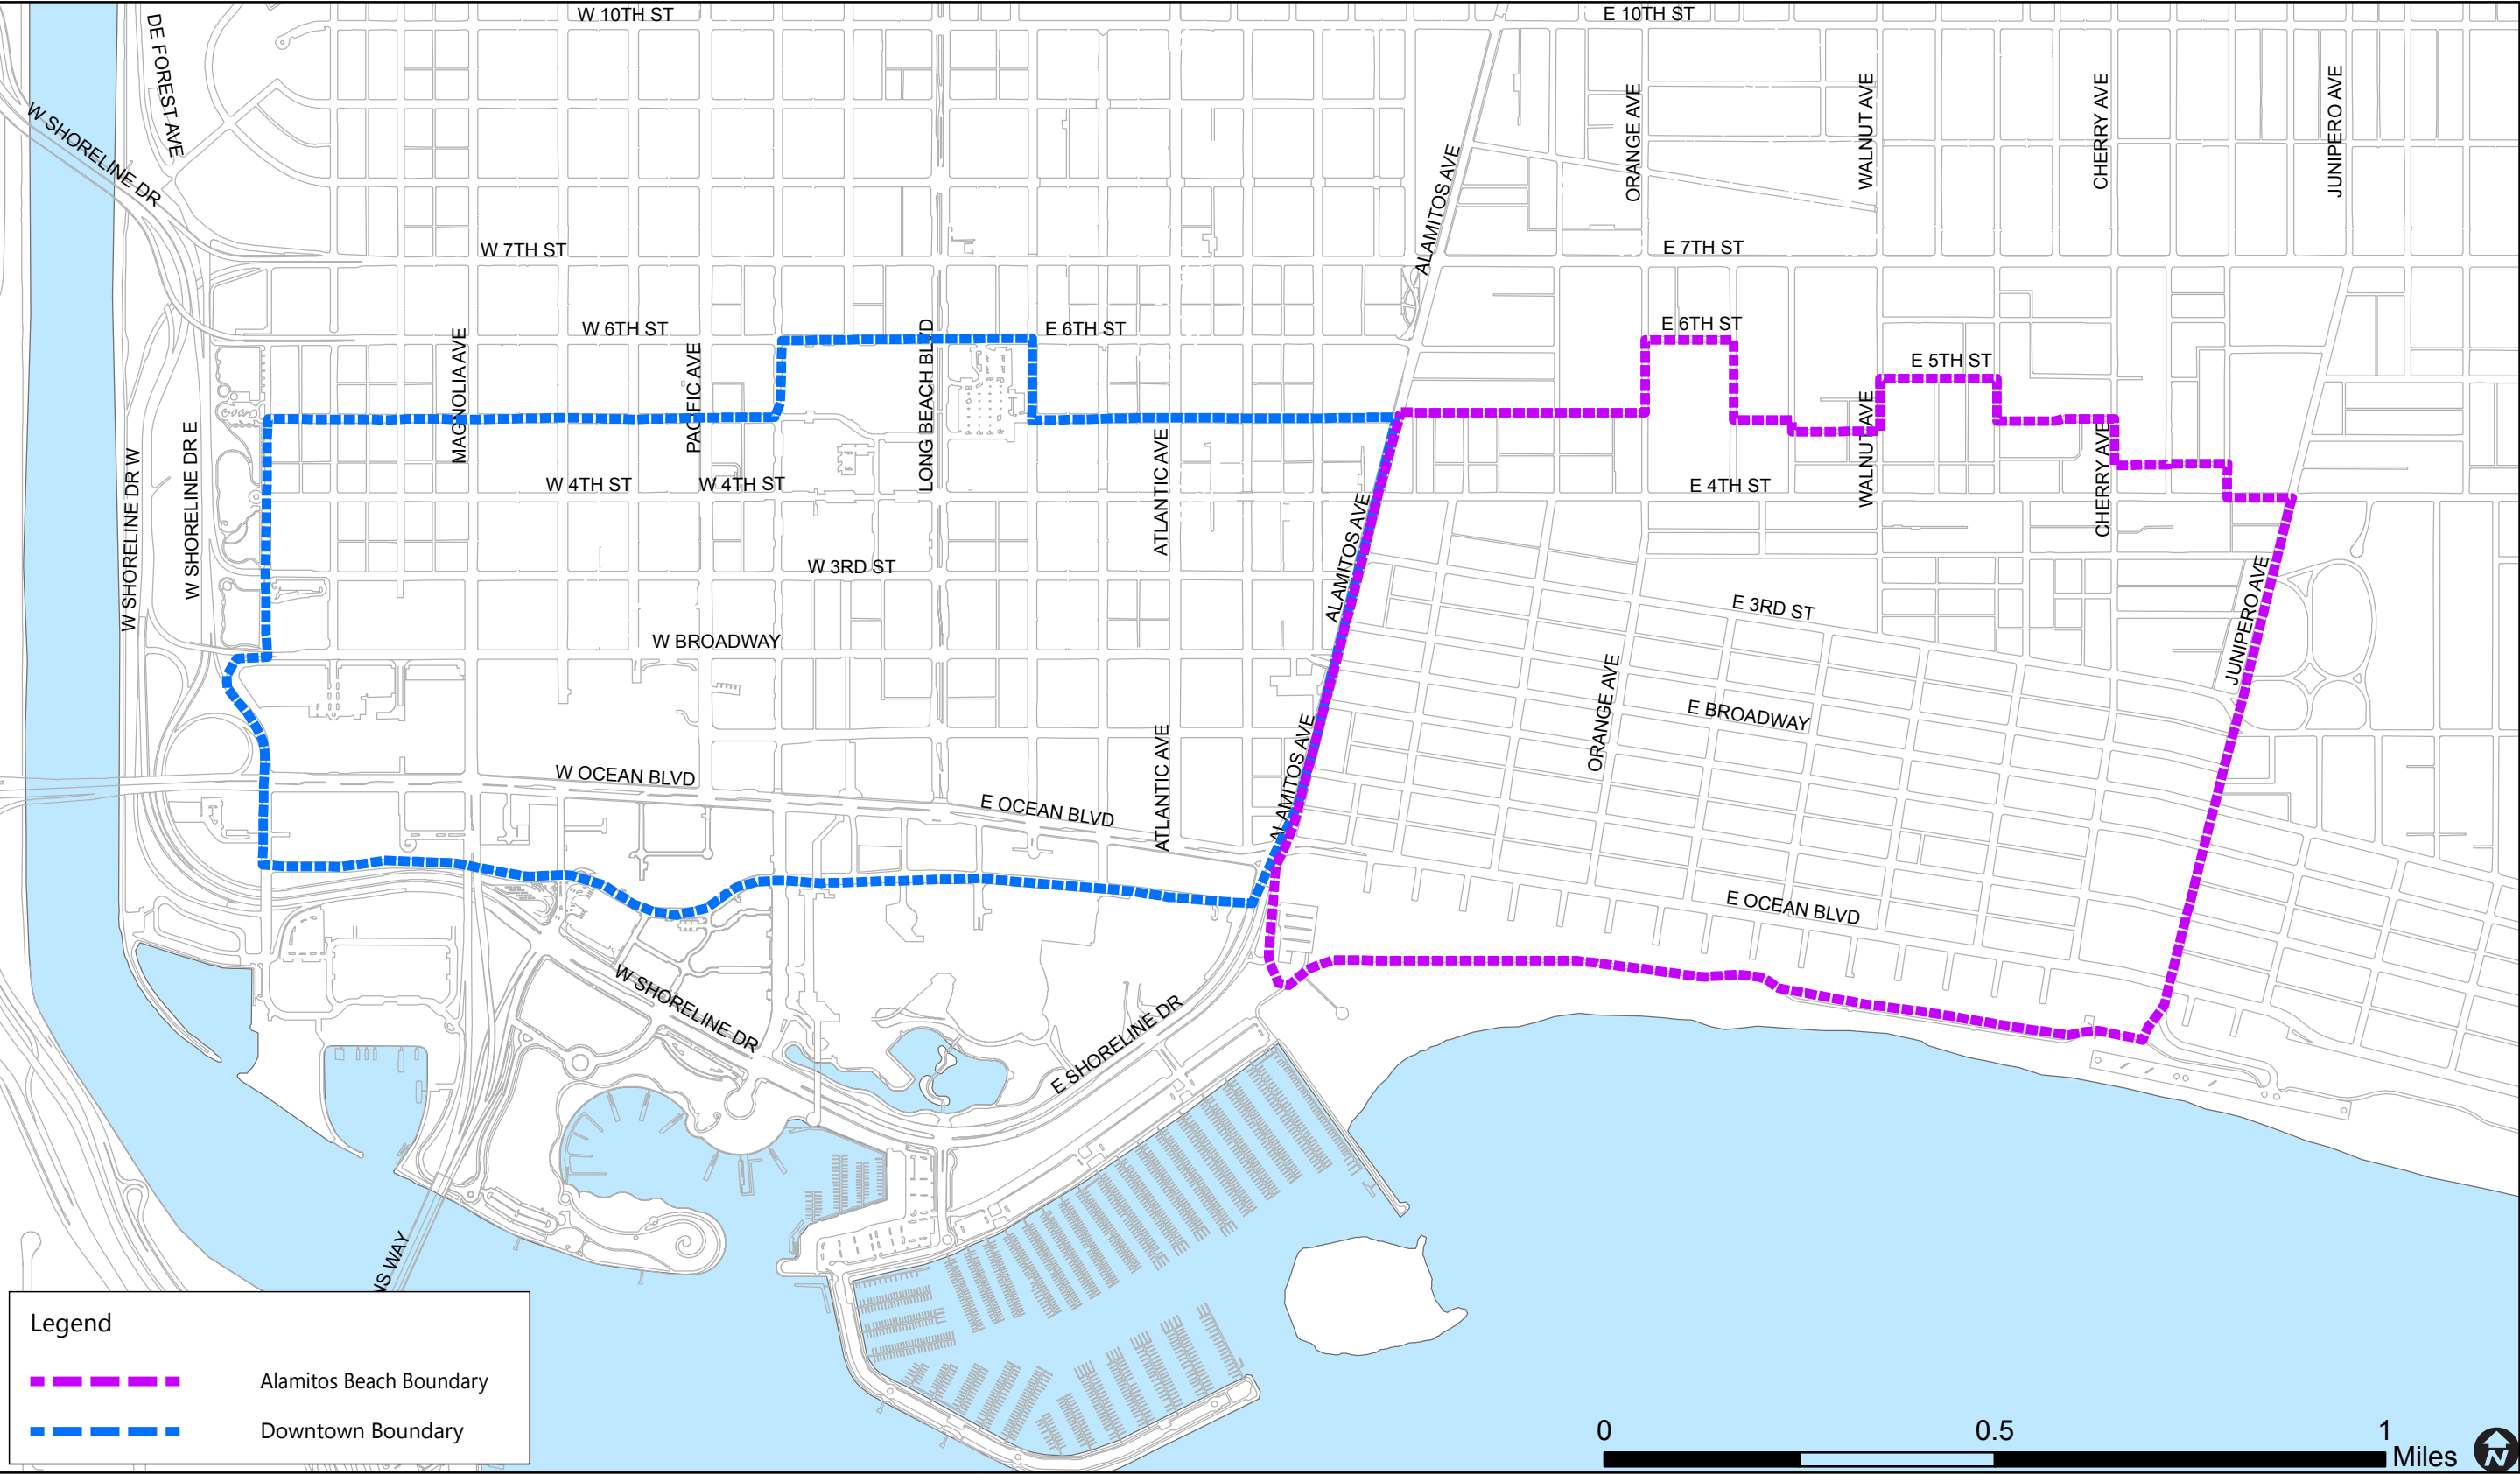 W 10TH ST
E 10TH ST
DE FOREST AVE
W SHORELINE DR
ORANGE AVE
WALNUT AVE
CHERRY AVE
JUNIPERO AVE
ALAMITOS AVE
W 7TH ST
E 7TH ST
W 6TH ST
E 6TH ST
E 6TH ST
E 5TH ST
MAGNOLIA AVE
PACIFIC AVE
LONG BEACH BLVD
ATLANTIC AVE
WALNUT AVE
CHERRY AVE
W SHORELINE DR W
W SHORELINE DR E
W 4TH ST
W 4TH ST
E 4TH ST
ALAMITOS AVE
W 3RD ST
E 3RD ST
JUNIPERO AVE
W BROADWAY
ORANGE AVE
E BROADWAY
W OCEAN BLVD
E OCEAN BLVD
ATLANTIC AVE
ALAMITOS AVE
E OCEAN BLVD
W SHORELINE DR
E SHORELINE DR
NS WAY
Legend
Alamitos Beach Boundary
Downtown Boundary
0 0.5 1
Miles
N